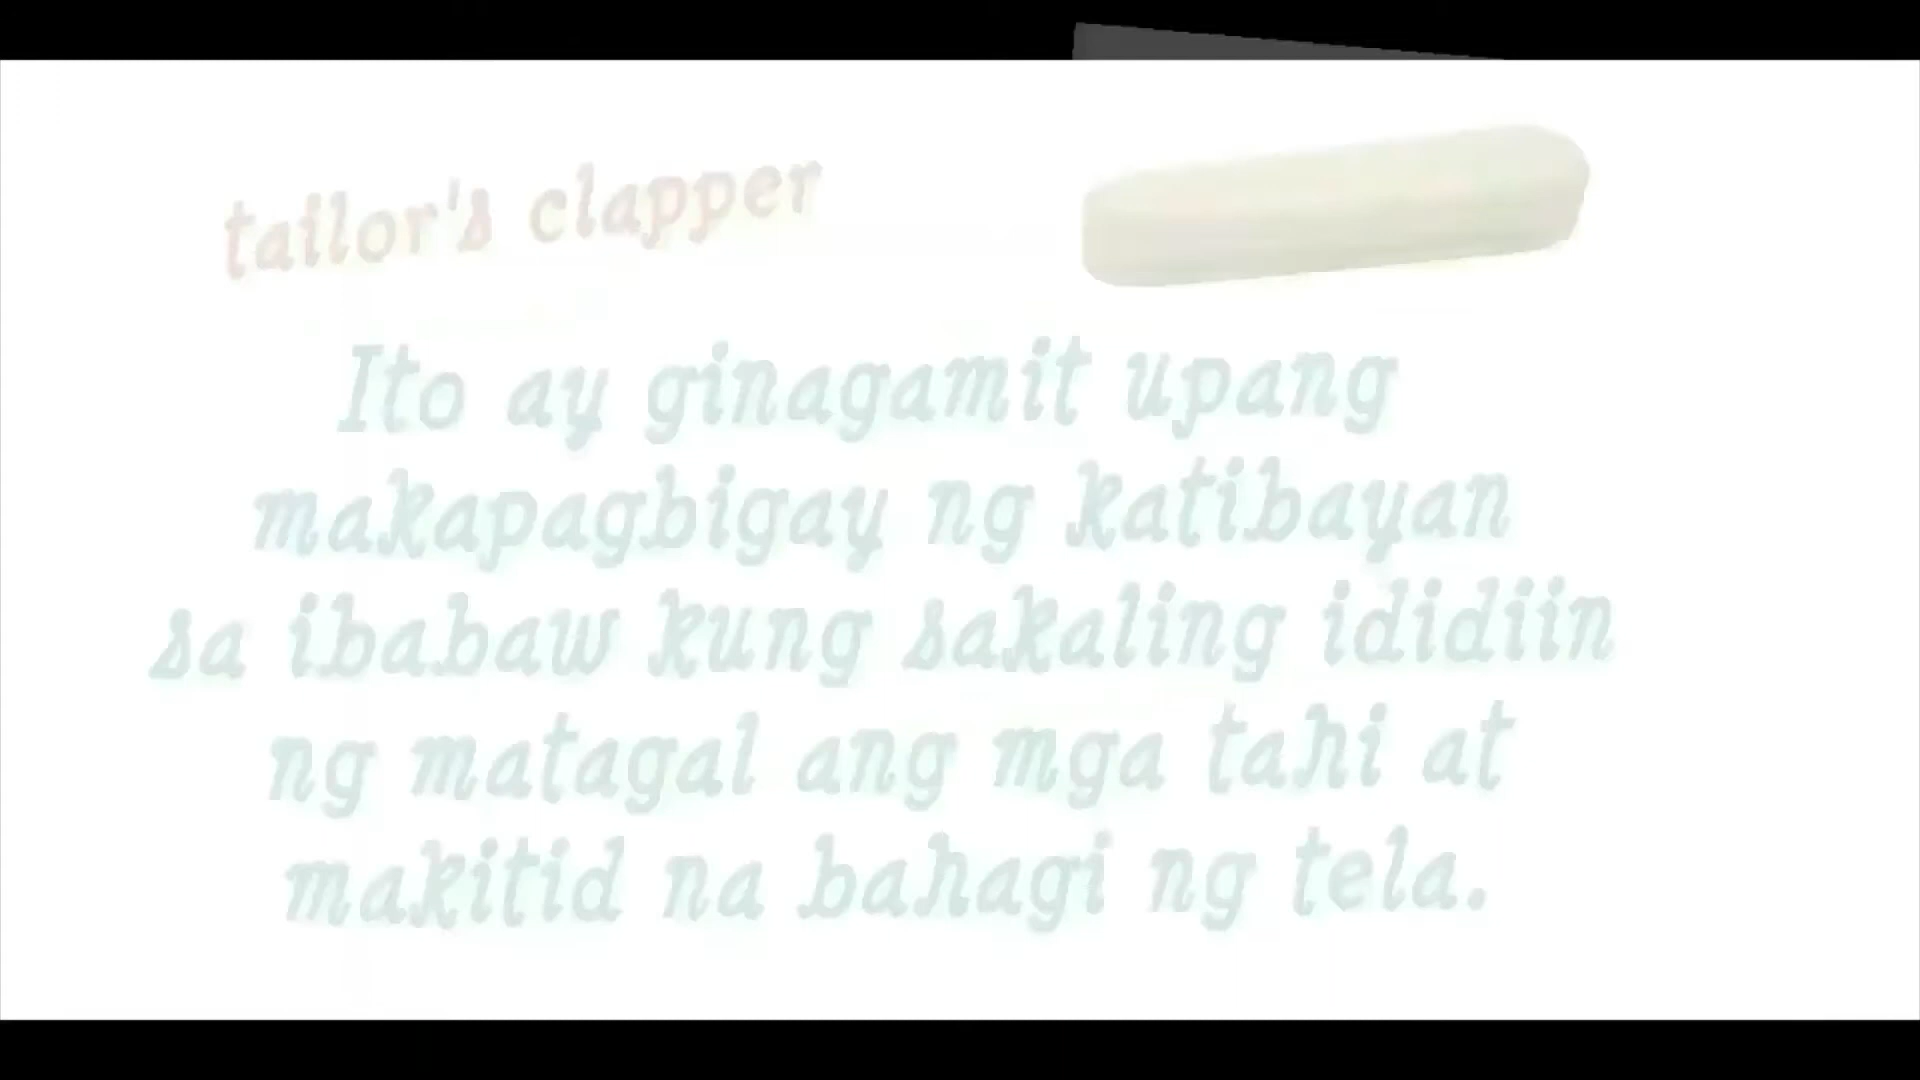 tailor's clapper
Ito ay ginagamit upang
makapagbigay ng katibayan
sa ibabaw kung sakaling ididiin
ng matagal ang mga tahi at
makitid na bahagi ng tela.